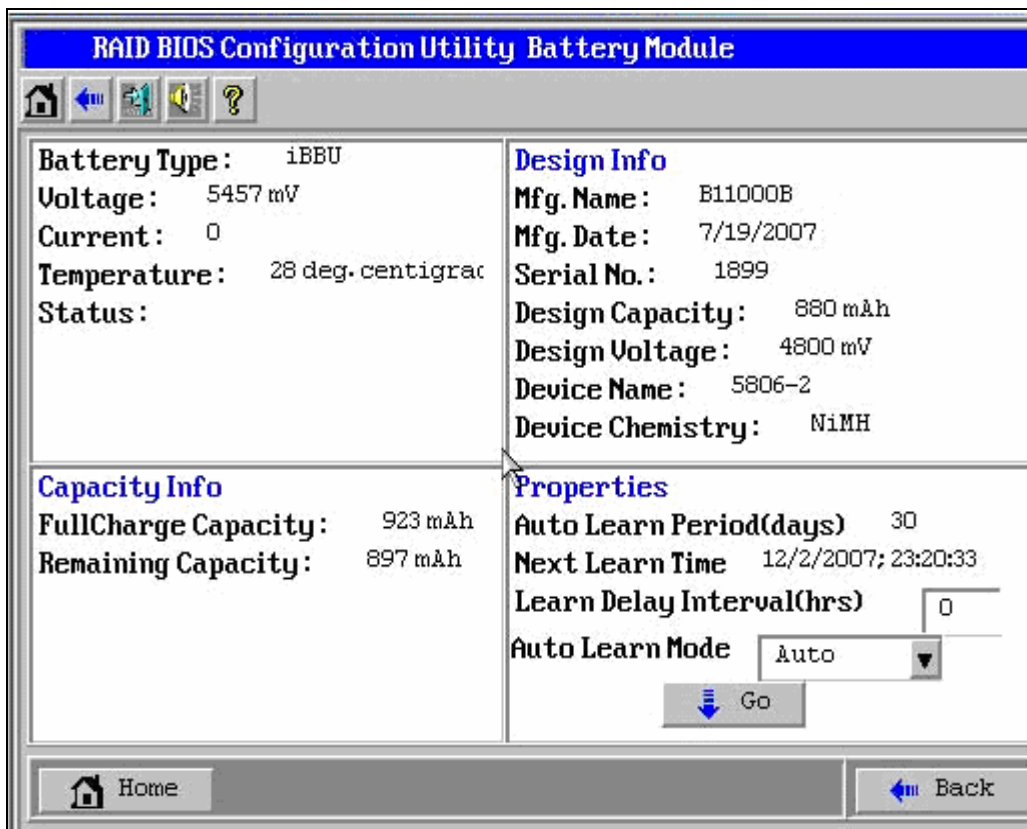 RAID BIOS Configuration Utility Battery Module
Battery Type: iBBU
Voltage: 5457 mV
Current: 0
Temperature: 28 deg.centigrac
Status:
Design Info
Mfg. Name: B11000B
Mfg. Date: 7/19/2007
Serial No.: 1899
Design Capacity: 880 mAh
Design Voltage: 4800 mV
Device Name: 5806-2
Device Chemistry: NiMH
Capacity Info
FullCharge Capacity: 923 mAh
Remaining Capacity: 897 mAh
Properties
Auto Learn Period(days) 30
Next Learn Time 12/2/2007; 23:20:33
Learn Delay Interval(hrs) 0
Auto Learn Mode Auto
Go
Home
Back